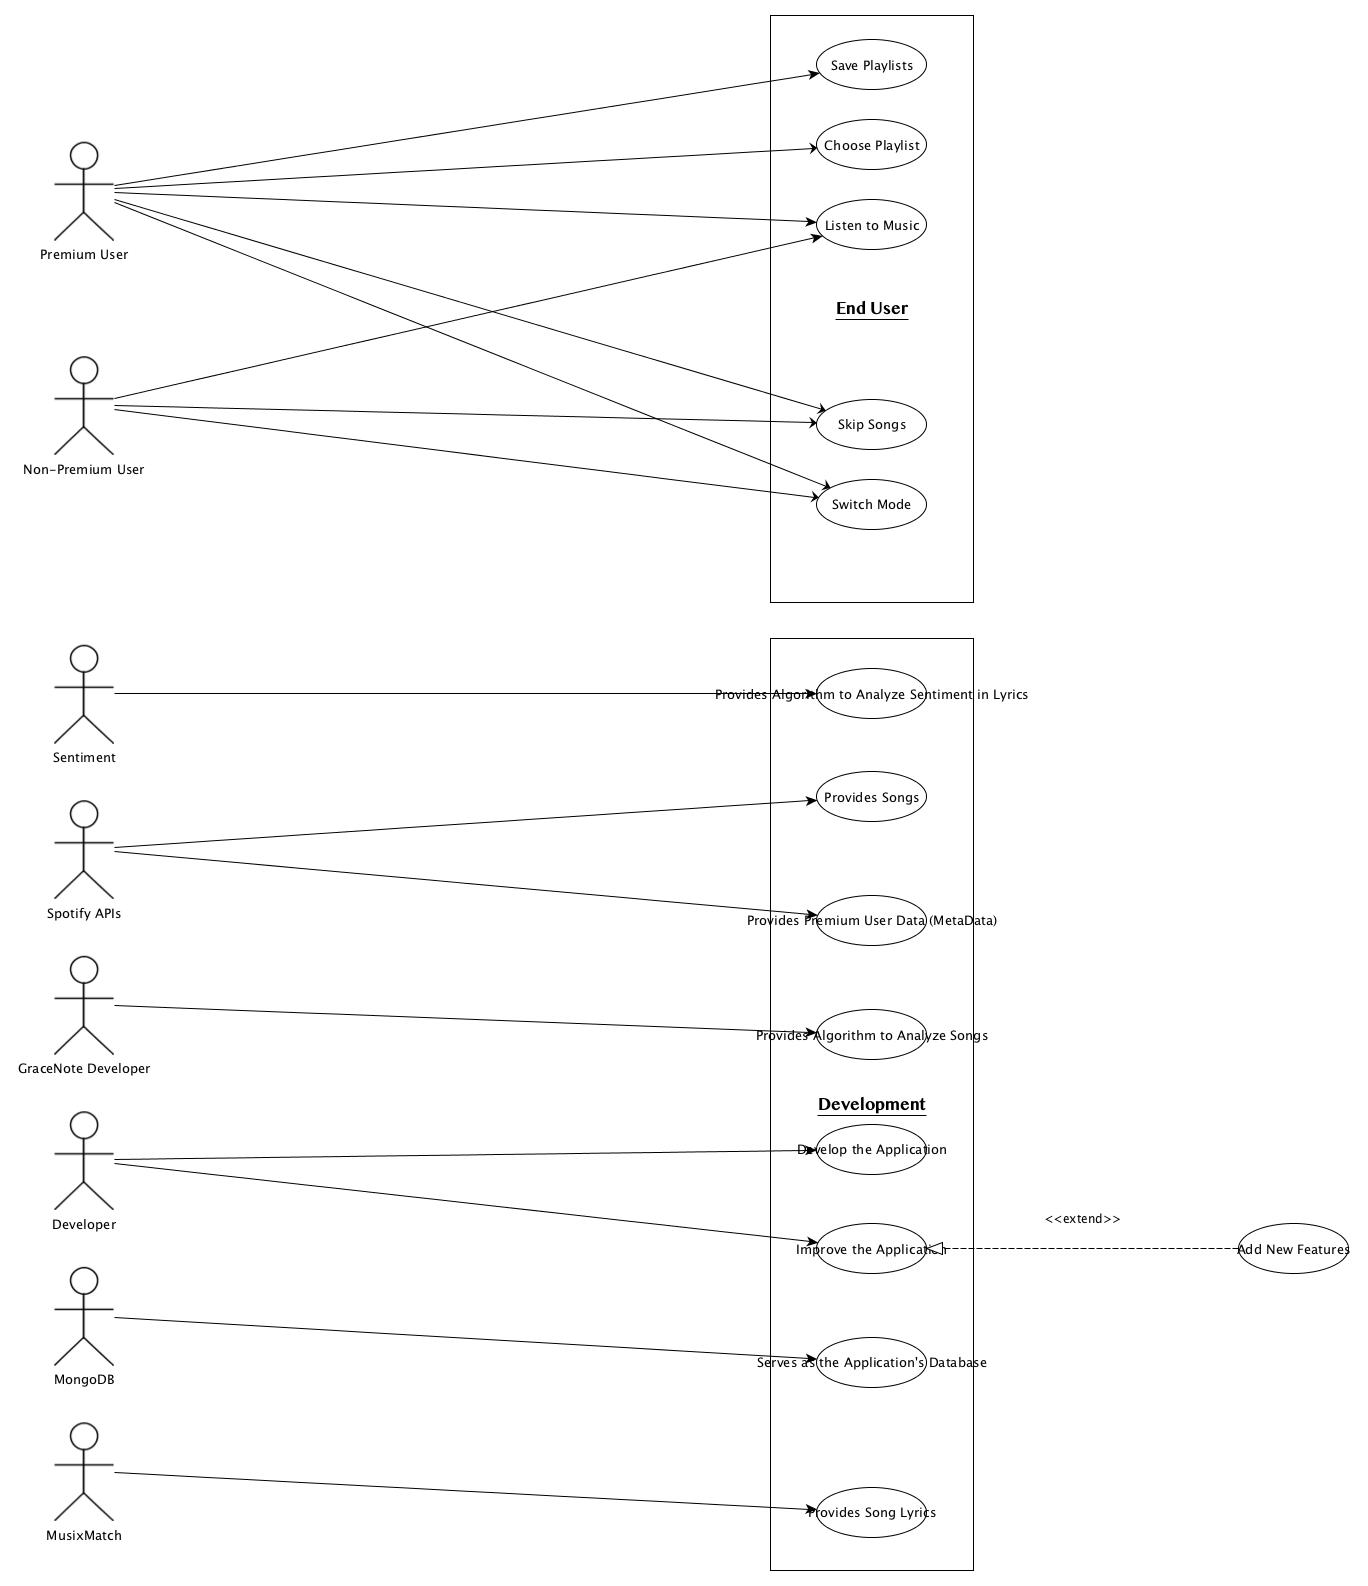 Save Playlists
Choose Playlist
Premium User
Listen to Music
End User
Non-Premium User
Skip Songs
Switch Mode
Sentiment
Provides Algorithm to Analyze Sentiment in Lyrics
Provides Songs
Spotify APIs
Provides Premium User Data (MetaData)
GraceNote Developer
Provides Algorithm to Analyze Songs
Development
Develop the Application
Developer
<<extend>>
Improve the Application
Add New Features
MongoDB
Serves as the Application's Database
MusixMatch
Provides Song Lyrics